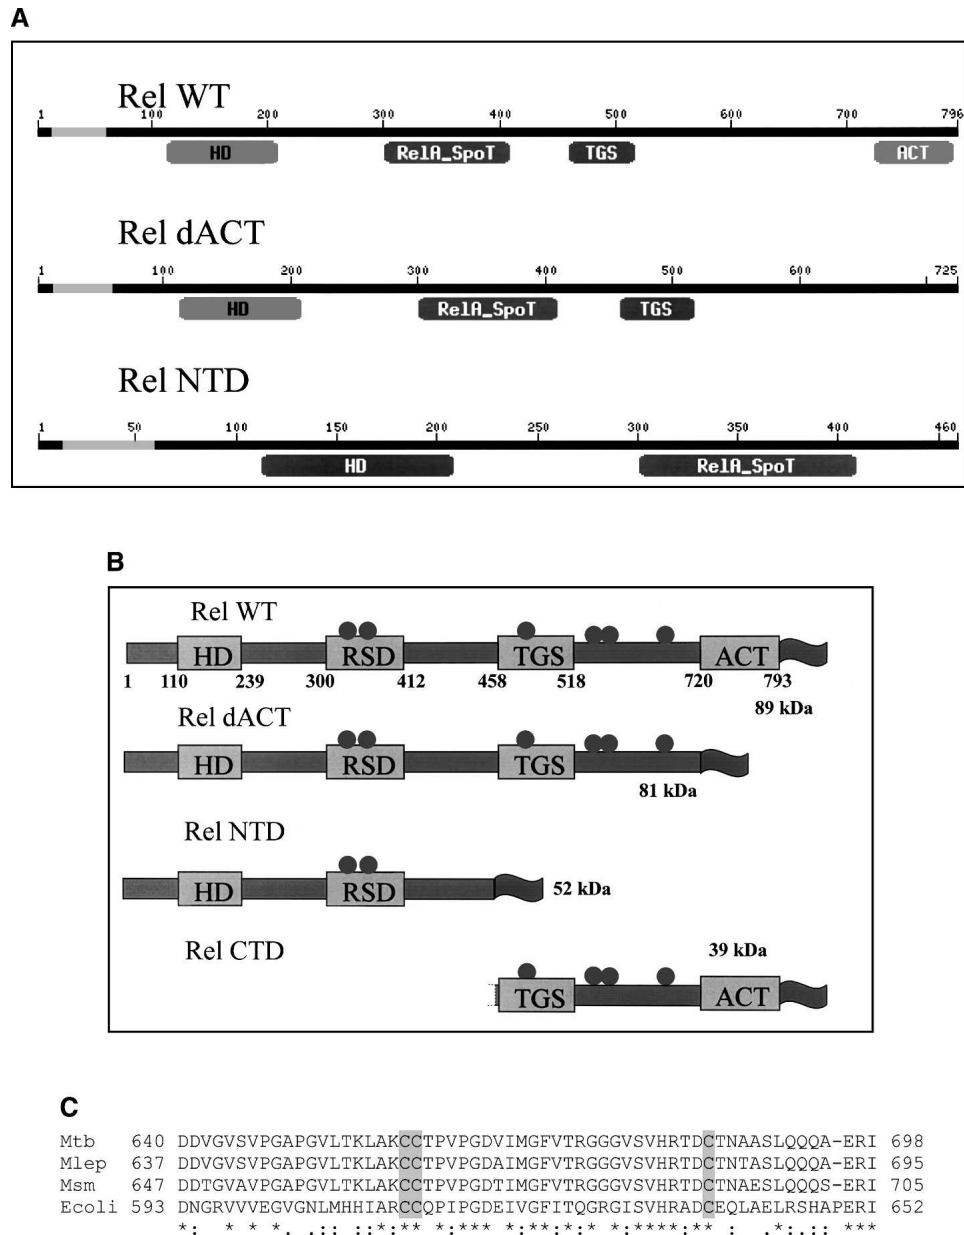 A
Rel WT
1 100 200 300 400 500 600 700 796
HD RelA_SpoT TGS ACT
Rel dACT
1 100 200 300 400 500 600 725
HD RelA_SpoT TGS
Rel NTD
1 50 100 150 200 250 300 350 400 460
HD RelA_SpoT
B
Rel WT
HD RSD TGS ACT
1 110 239 300 412 458 518 720 793
89 kDa
Rel dACT
HD RSD TGS
81 kDa
Rel NTD
HD RSD
52 kDa
Rel CTD
39 kDa
TGS ACT
C
Mtb 640 DDVGVSVPGAPGVLTKLAKCCTPVPGDVIMGFVTRGGGVSVHRTDCTNAASLQQQA-ERI 698
Mlep 637 DDVGVSVPGAPGVLTKLAKCCTPVPGDAIMGFVTRGGGVSVHRTDCTNTASLQQQA-ERI 695
Msm 647 DDTGVAVPGAPGVLTKLAKCCTPVPGDTIMGFVTRGGGVSVHRTDCTNAESLQQQS-ERI 705
Ecoli 593 DNGRVVVEGVGNLMHHIARCCQPIPGDEIVGFITQGRGISVHRADCEQLAELRSHAPERI 652
*: * * * * . .:: :*:** *:*** *:**:*:* *:****:** : .*.:: ***